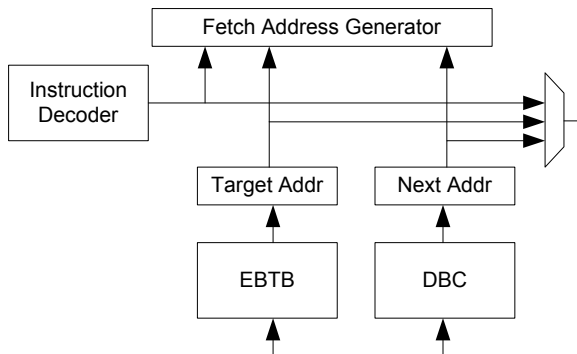 Fetch Address Generator
Instruction
Decoder
Target Addr
Next Addr
EBTB
DBC